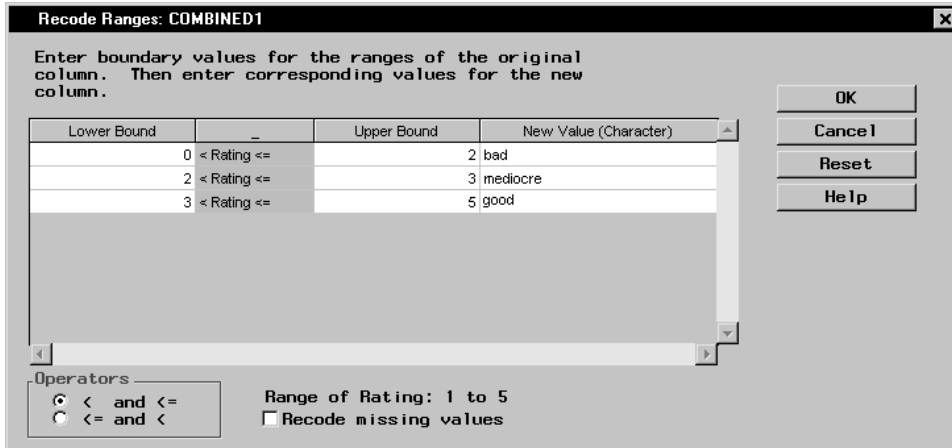 Recode Ranges: COMBINED1
x
Enter boundary values for the ranges of the original
column. Then enter corresponding values for the new
column.
OK
Cancel
Reset
Help
Lower Bound _ Upper Bound New Value (Character)
0 < Rating <= 2 bad
2 < Rating <= 3 mediocre
3 < Rating <= 5 good
Operators
< and <=
<= and <
Range of Rating: 1 to 5
Recode missing values